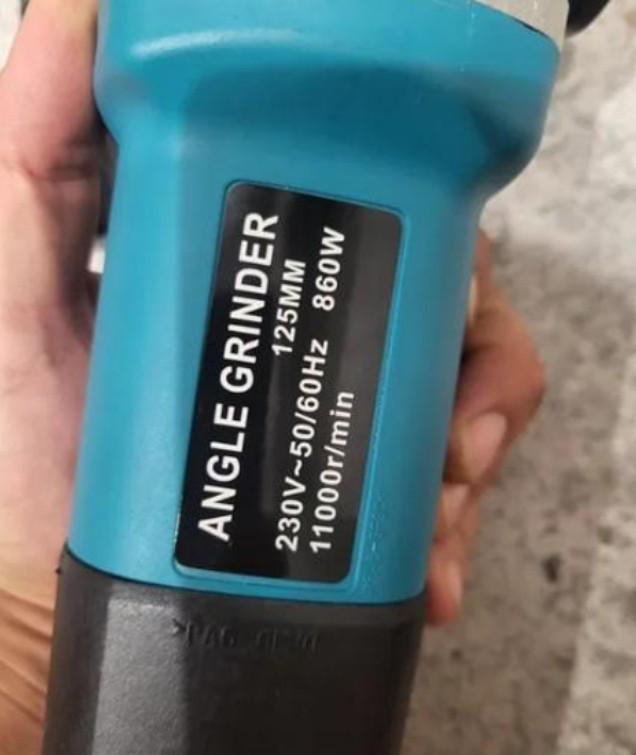 ANGLE GRINDER
125MM
230V~50/60Hz 860W
11000r/min